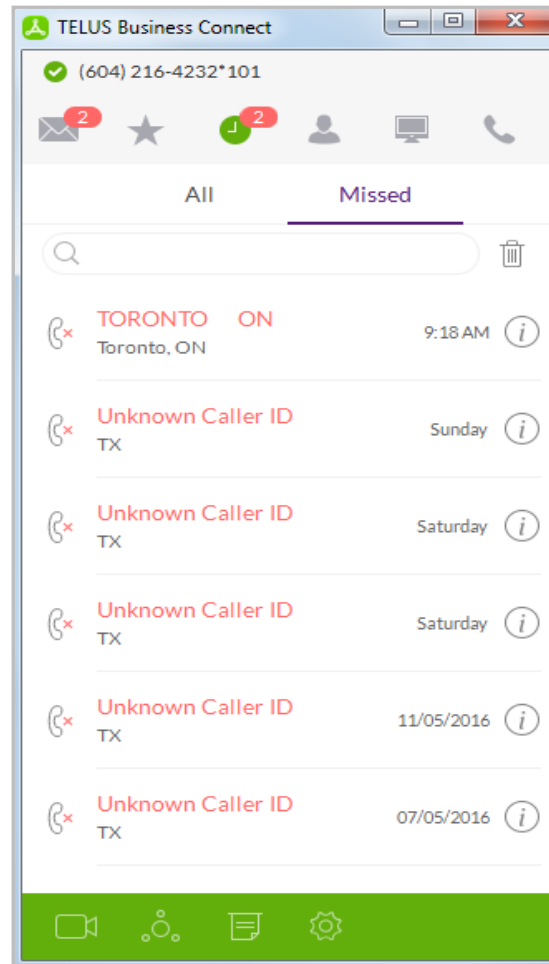 TELUS Business Connect
(604) 216-4232*101
2 2
All Missed
TORONTO ON
Toronto, ON
9:18 AM
Unknown Caller ID
TX
Sunday
Unknown Caller ID
TX
Saturday
Unknown Caller ID
TX
Saturday
Unknown Caller ID
TX
11/05/2016
Unknown Caller ID
TX
07/05/2016